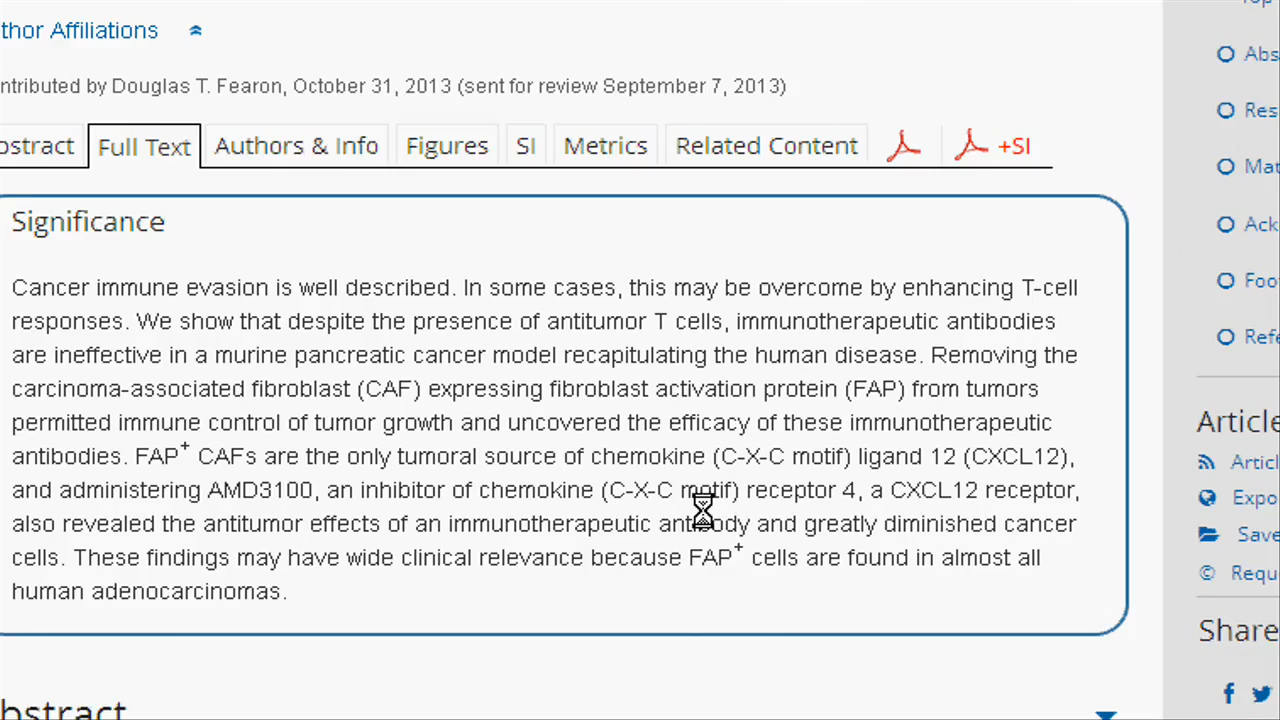 thor Affiliations
ntributed by Douglas T. Fearon, October 31, 2013 (sent for review September 7, 2013)
ostract Full Text Authors & Info Figures SI Metrics Related Content +SI
Significance
Cancer immune evasion is well described. In some cases, this may be overcome by enhancing T-cell
responses. We show that despite the presence of antitumor T cells, immunotherapeutic antibodies
are ineffective in a murine pancreatic cancer model recapitulating the human disease. Removing the
carcinoma-associated fibroblast (CAF) expressing fibroblast activation protein (FAP) from tumors
permitted immune control of tumor growth and uncovered the efficacy of these immunotherapeutic
antibodies. FAP+ CAFs are the only tumoral source of chemokine (C-X-C motif) ligand 12 (CXCL12),
and administering AMD3100, an inhibitor of chemokine (C-X-C motif) receptor 4, a CXCL12 receptor,
also revealed the antitumor effects of an immunotherapeutic antibody and greatly diminished cancer
cells. These findings may have wide clinical relevance because FAP+ cells are found in almost all
human adenocarcinomas.
bstract
Abs
Res
Mat
Ack
Foo
Refe
Article
Articl
Expo
Save
© Requ
Share